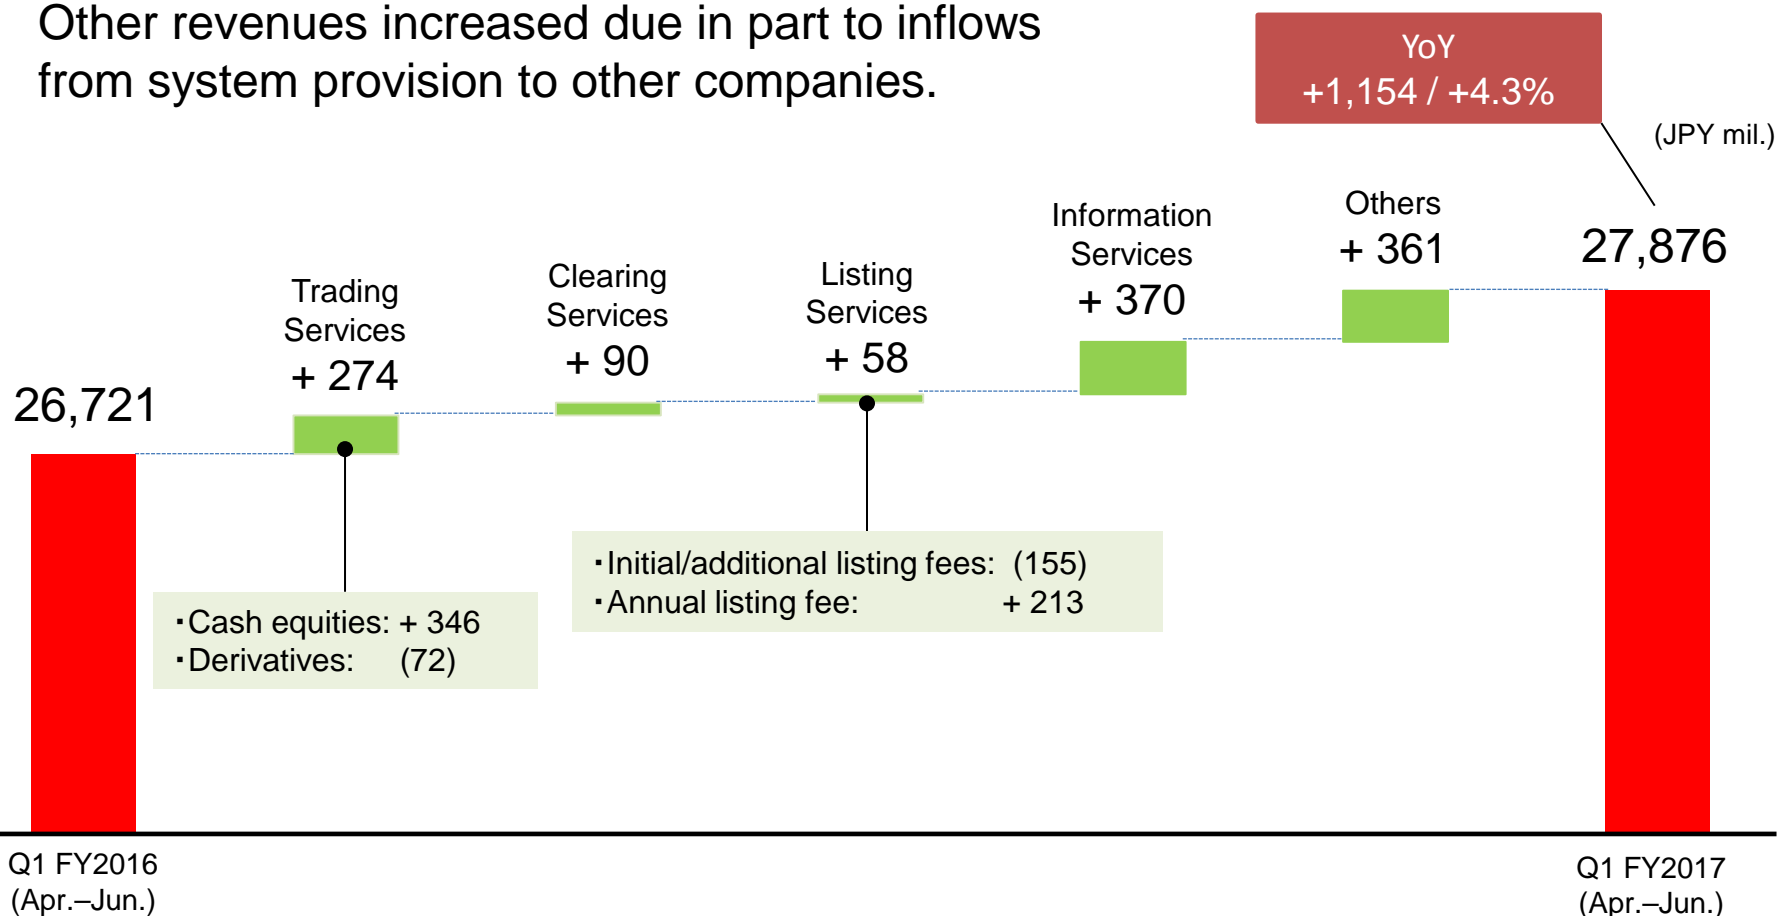 Other revenues increased due in part to inflows
from system provision to other companies.
YoY
+1,154 / +4.3%
(JPY mil.)
26,721
Trading
Services
+ 274
Clearing
Services
+ 90
Listing
Services
+ 58
Information
Services
+ 370
Others
+ 361
27,876
･Initial/additional listing fees: (155)
･Annual listing fee: + 213
･Cash equities: + 346
･Derivatives: (72)
Q1 FY2016
(Apr.–Jun.)
Q1 FY2017
(Apr.–Jun.)